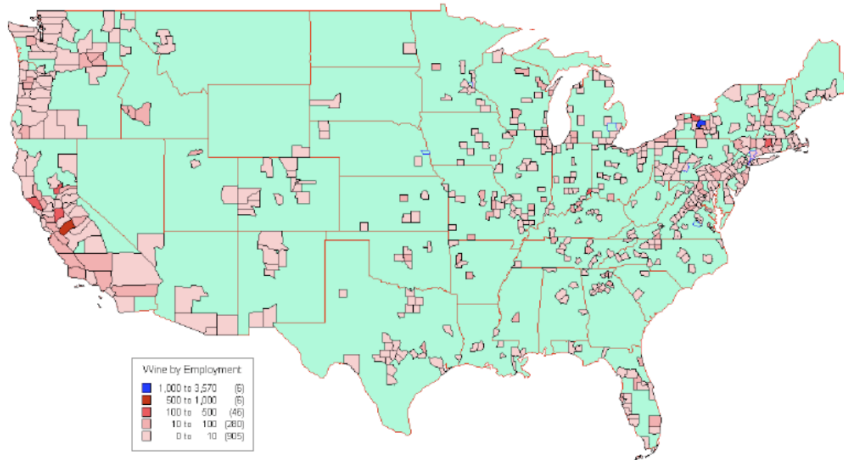 Wine by Employment
1,000 to 3,570 (6)
500 to 1,000 (6)
100 to 500 (46)
10 to 100 (280)
0 to 10 (905)